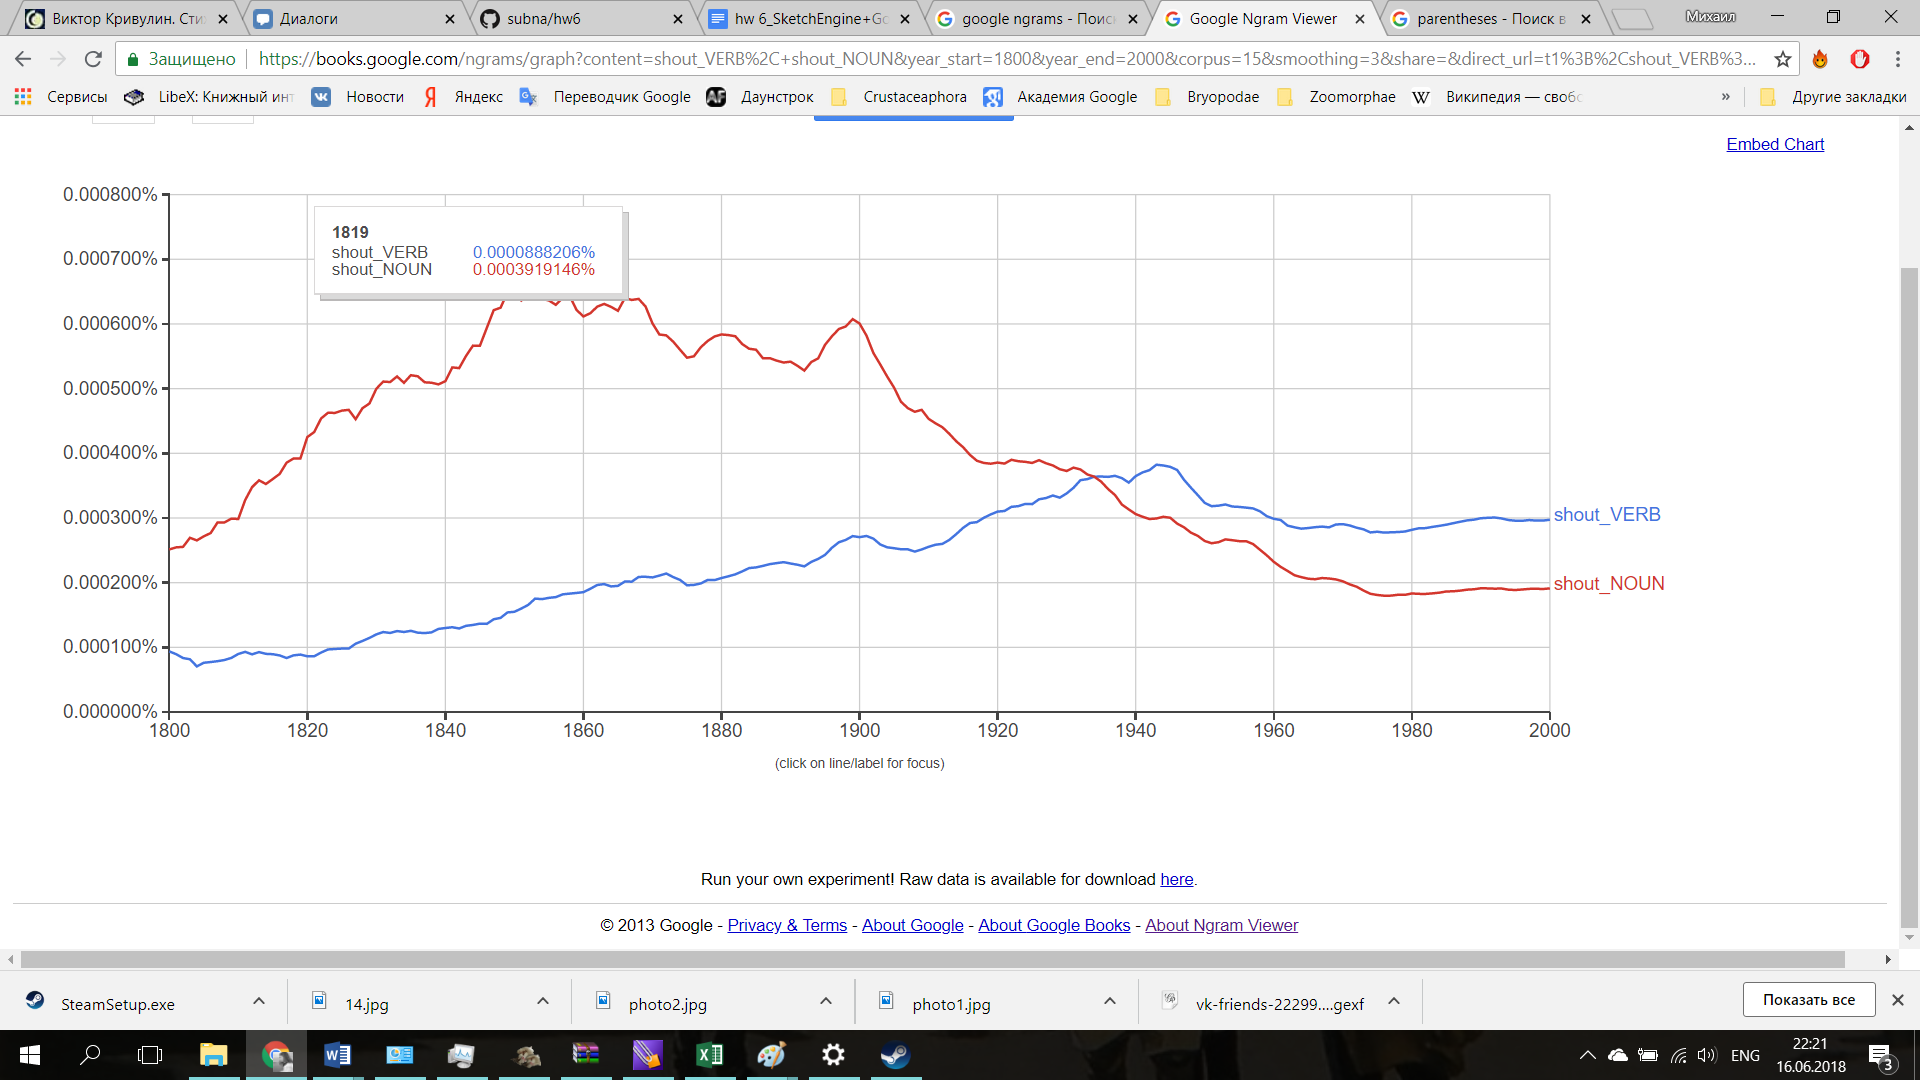 Виктор Кривулин. Сти
Диалоги
subna/hw6
hw 6_SketchEngine+Go
google ngrams - Поис
Google Ngram Viewer
parentheses - Поиск в
Михаил
Защищено
https://books.google.com/ngrams/graph?content=shout_VERB%2C+shout_NOUN&year_start=1800&year_end=2000&corpus=15&smoothing=3&share=&direct_url=t1%3B%2Cshout_VERB%3...
Сервисы
LibeX: Книжный инт
Новости
Яндекс
Переводчик Google
Даунстрок
Crustaceaphora
Академия Google
Bryopodae
Zoomorphae
Википедия — своб
»
Другие закладки
Embed Chart
0.000800%
0.000700%
0.000600%
0.000500%
0.000400%
0.000300%
0.000200%
0.000100%
0.000000%
1819
shout_VERB 0.0000888206%
shout_NOUN 0.0003919146%
shout_VERB
shout_NOUN
1800 1820 1840 1860 1880 1900 1920 1940 1960 1980 2000
(click on line/label for focus)
Run your own experiment! Raw data is available for download here.
© 2013 Google - Privacy & Terms - About Google - About Google Books - About Ngram Viewer
SteamSetup.exe
14.jpg
photo2.jpg
photo1.jpg
vk-friends-22299....gexf
Показать все
ENG
22:21
16.06.2018
3